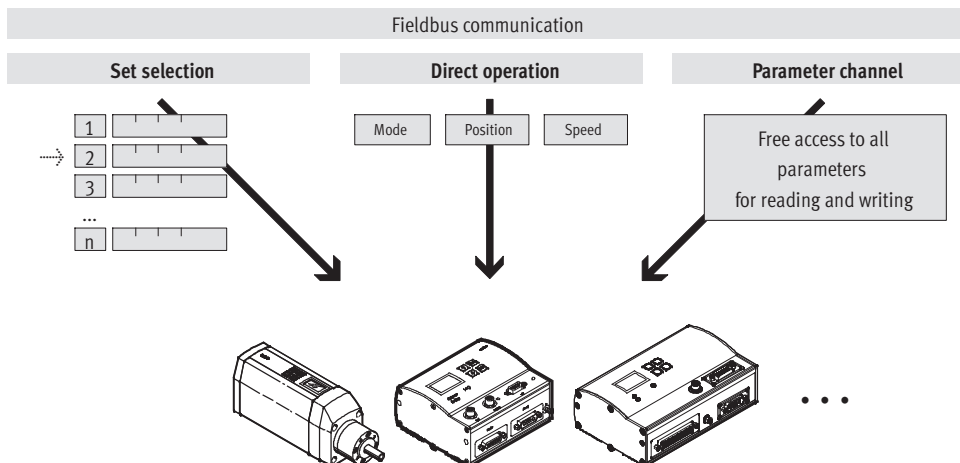 Fieldbus communication
Set selection
Direct operation
Parameter channel
1
2
3
...
n
Mode
Position
Speed
Free access to all
parameters
for reading and writing
...